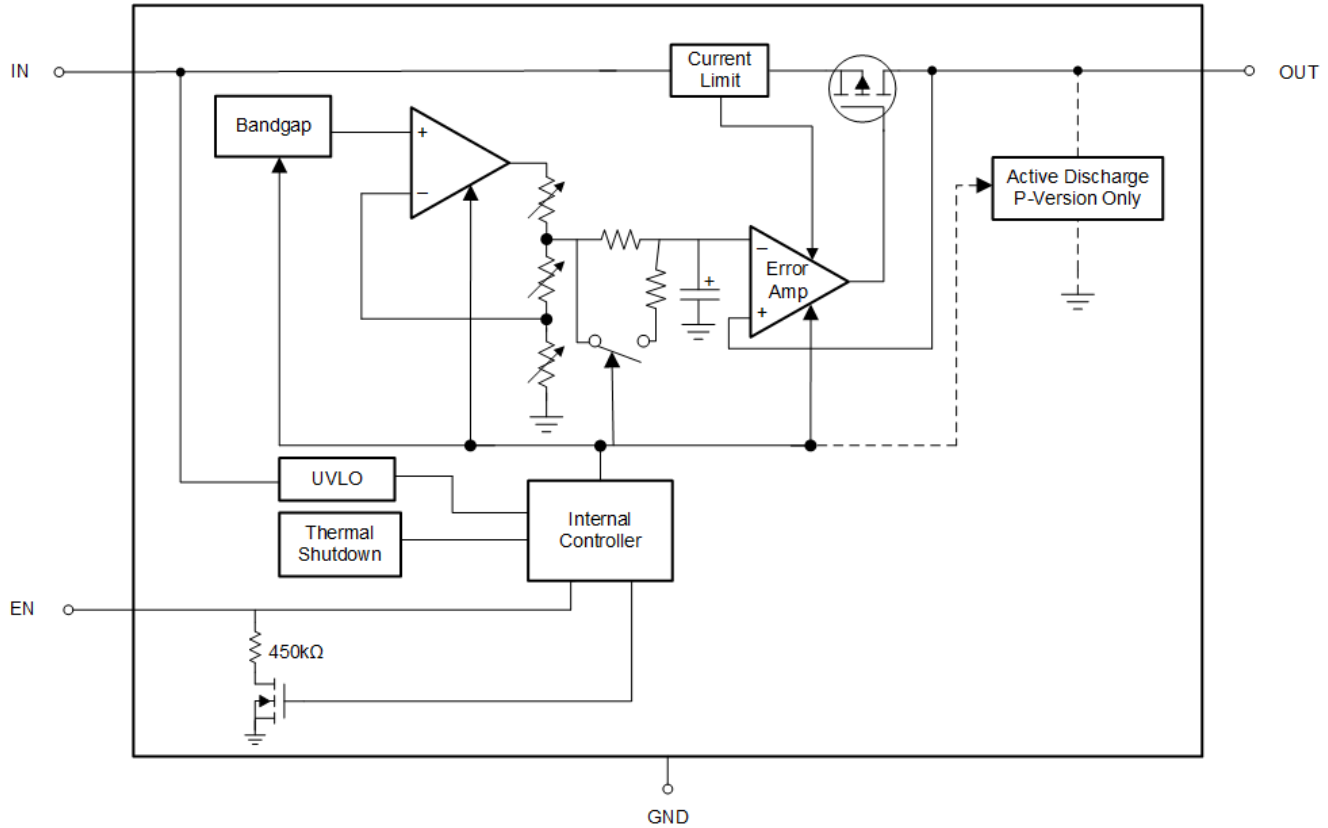 IN
Current
Limit
OUT
Bandgap
+
−
Active Discharge
P-Version Only
+
−
Error
Amp
+
UVLO
Internal
Controller
Thermal
Shutdown
EN
450kΩ
GND